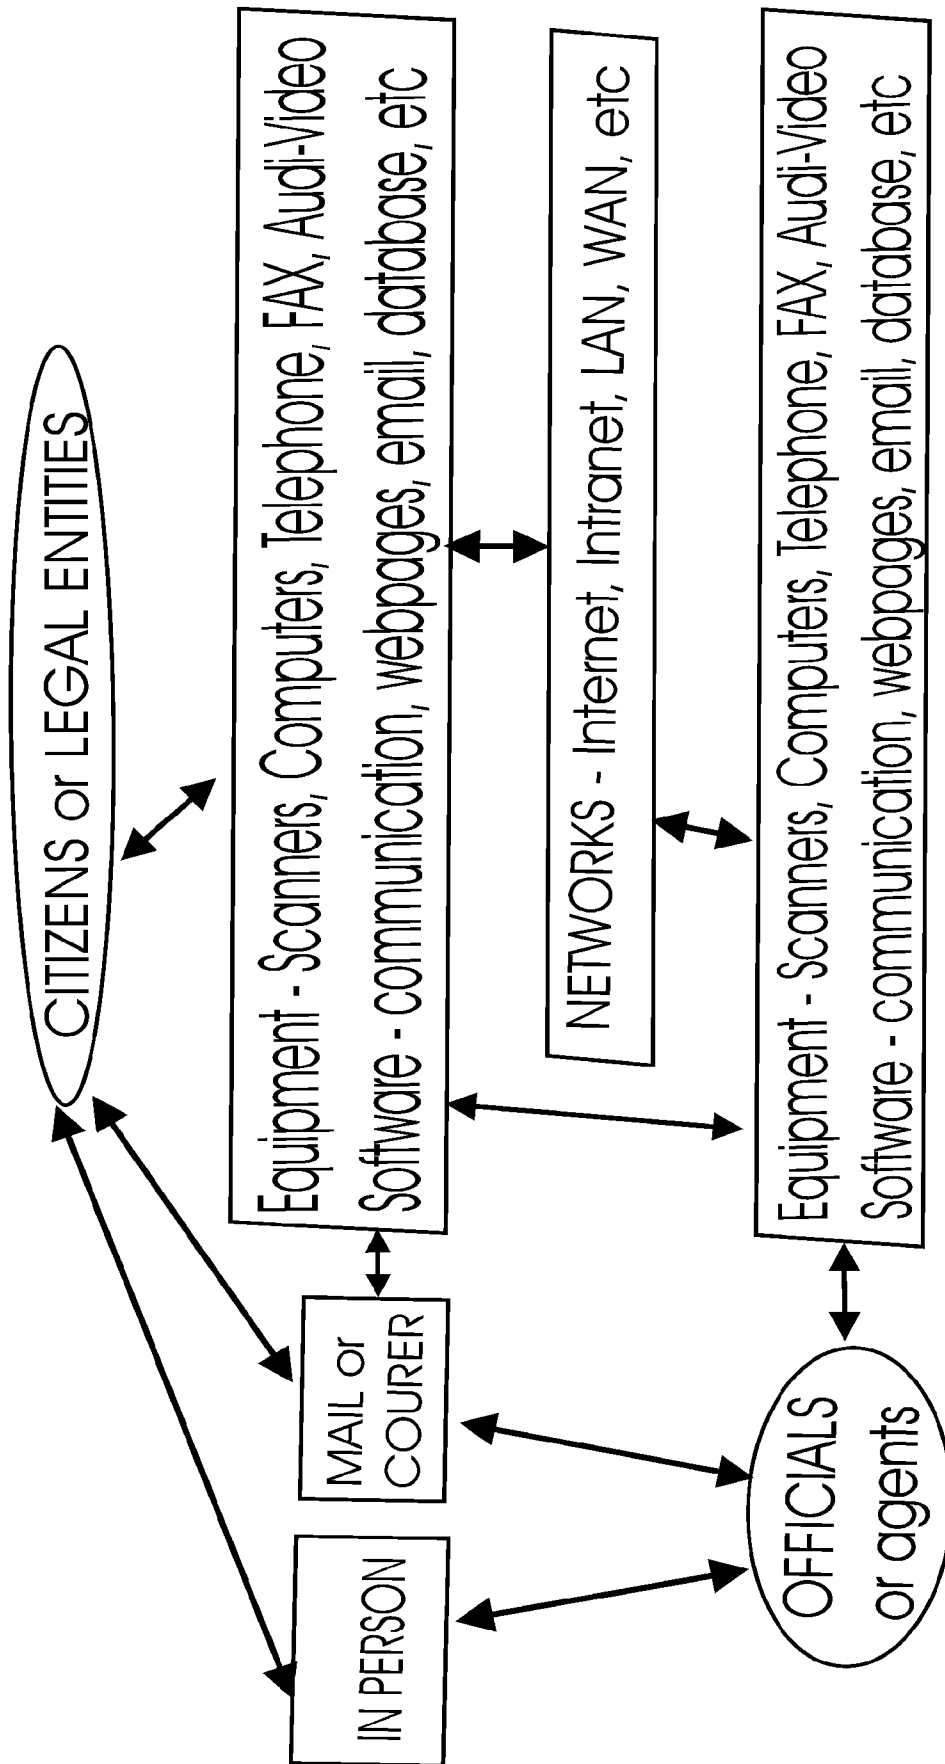 CITIZENS or LEGAL ENTITIES
IN PERSON
MAIL or
COURER
Equipment - Scanners, Computers, Telephone, FAX, Audi-Video
Software - communication, webpages, email, database, etc
NETWORKS - Internet, Intranet, LAN, WAN, etc
OFFICIALS
or agents
Equipment - Scanners, Computers, Telephone, FAX, Audi-Video
Software - communication, webpages, email, database, etc